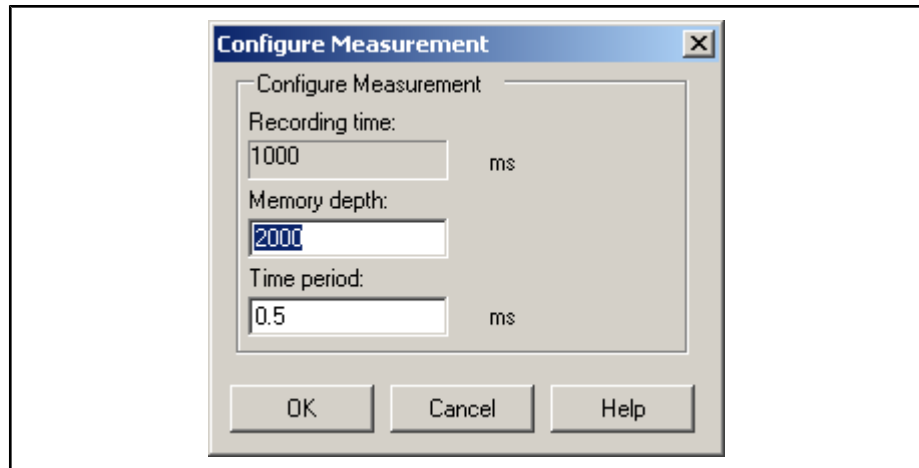 Configure Measurement
Configure Measurement
Recording time:
1000 ms
Memory depth:
2000
Time period:
0.5 ms
OK Cancel Help